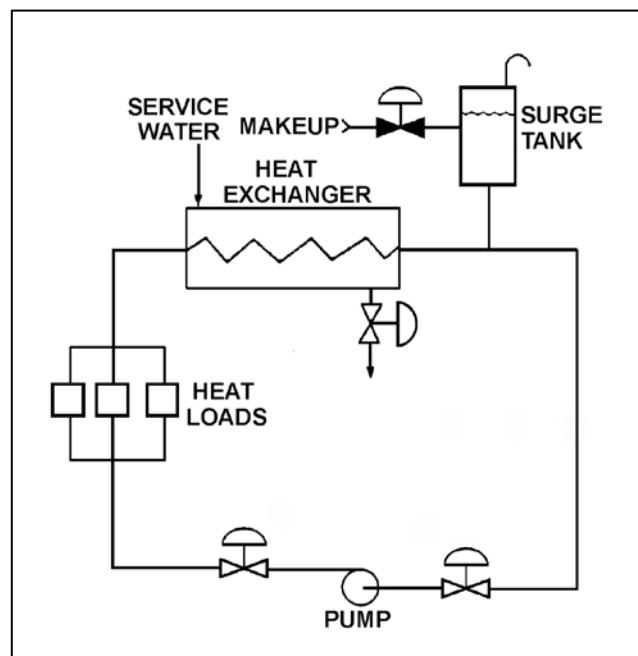 SERVICE
WATER
MAKEUP
SURGE
TANK
HEAT
EXCHANGER
HEAT
LOADS
PUMP